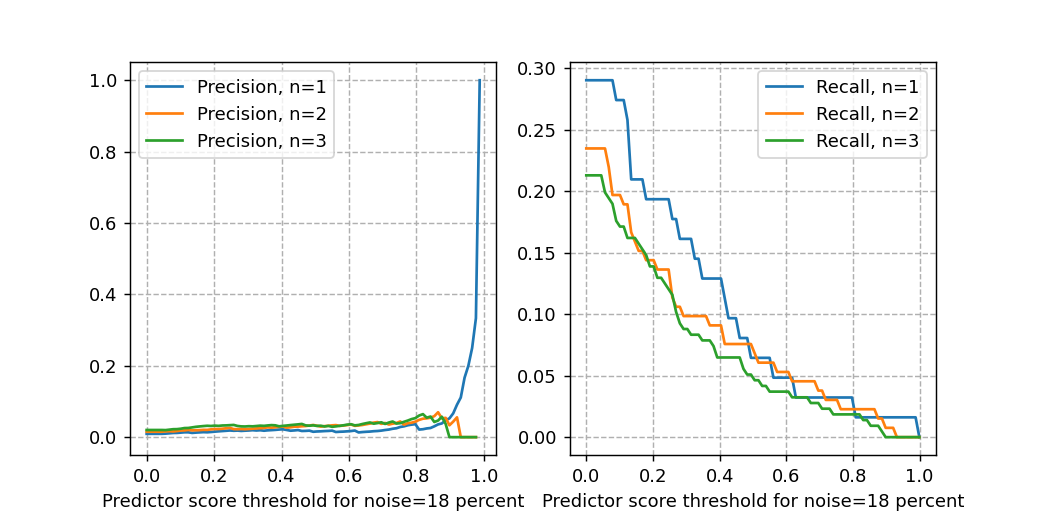 Precision, n=1
Precision, n=2
Precision, n=3
1.0
0.8
0.6
0.4
0.2
0.0
0.0 0.2 0.4 0.6 0.8 1.0
Predictor score threshold for noise=18 percent
Recall, n=1
Recall, n=2
Recall, n=3
0.30
0.25
0.20
0.15
0.10
0.05
0.00
0.0 0.2 0.4 0.6 0.8 1.0
Predictor score threshold for noise=18 percent